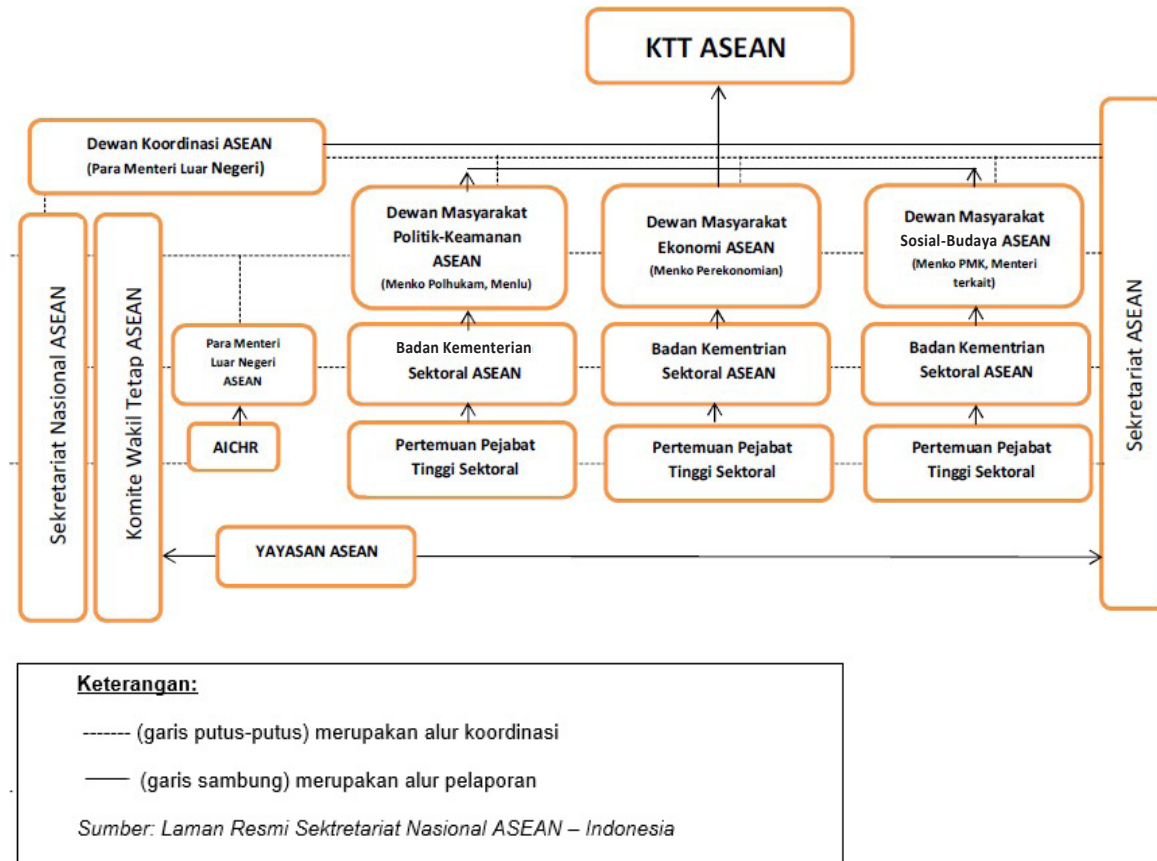 KTT ASEAN
Dewan Koordinasi ASEAN
(Para Menteri Luar Negeri)
Sekretariat Nasional ASEAN
Komite Wakil Tetap ASEAN
Para Menteri
Luar Negeri
ASEAN
AICHR
Dewan Masyarakat
Politik-Keamanan
ASEAN
(Menko Polhukam, Menlu)
Badan Kementerian
Sektoral ASEAN
Pertemuan Pejabat
Tinggi Sektoral
Dewan Masyarakat
Ekonomi ASEAN
(Menko Perekonomian)
Badan Kementrian
Sektoral ASEAN
Pertemuan Pejabat
Tinggi Sektoral
Dewan Masyarakat
Sosial-Budaya ASEAN
(Menko PMK, Menteri
terkait)
Badan Kementrian
Sektoral ASEAN
Pertemuan Pejabat
Tinggi Sektoral
Sekretariat ASEAN
YAYASAN ASEAN
Keterangan:
------- (garis putus-putus) merupakan alur koordinasi
—— (garis sambung) merupakan alur pelaporan
Sumber: Laman Resmi Sektretariat Nasional ASEAN – Indonesia